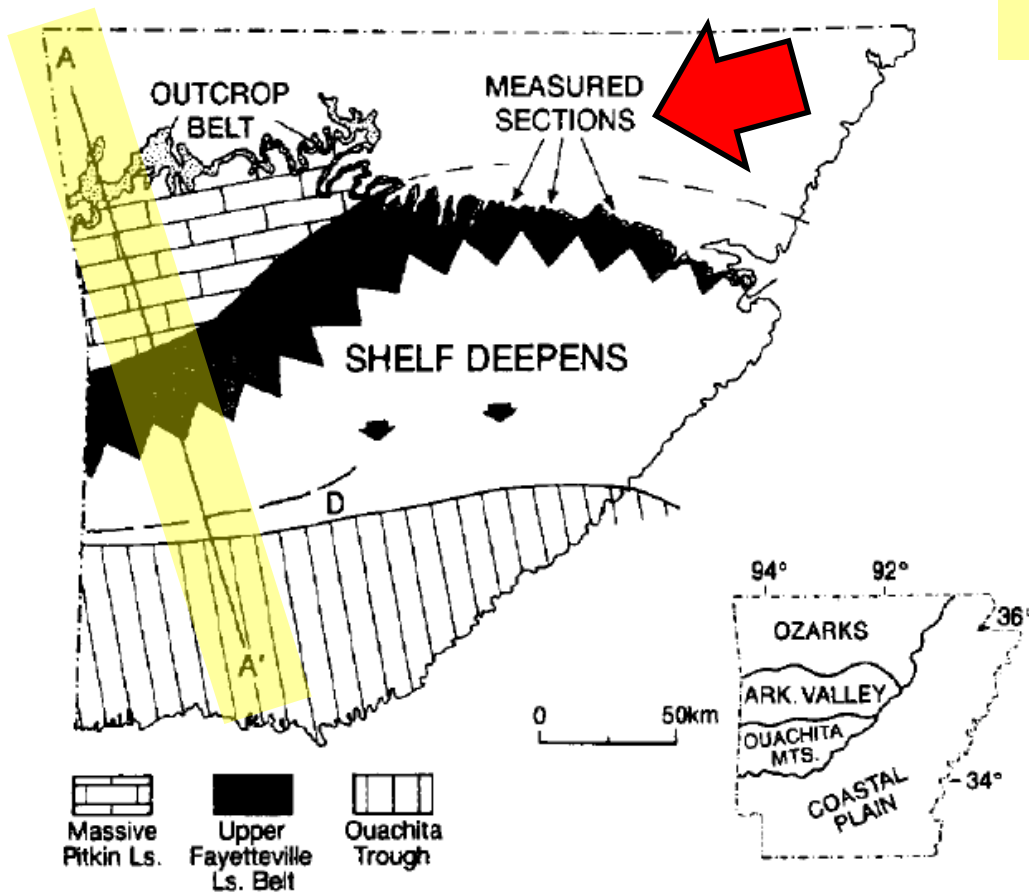 A
OUTCROP
BELT
MEASURED
SECTIONS
SHELF DEEPENS
D
A'
0
50km
94°
92°
36°
34°
OZARKS
ARK. VALLEY
OUACHITA
MTS.
COASTAL
PLAIN
Massive
Pitkin Ls.
Upper
Fayetteville
Ls. Belt
Ouachita
Trough